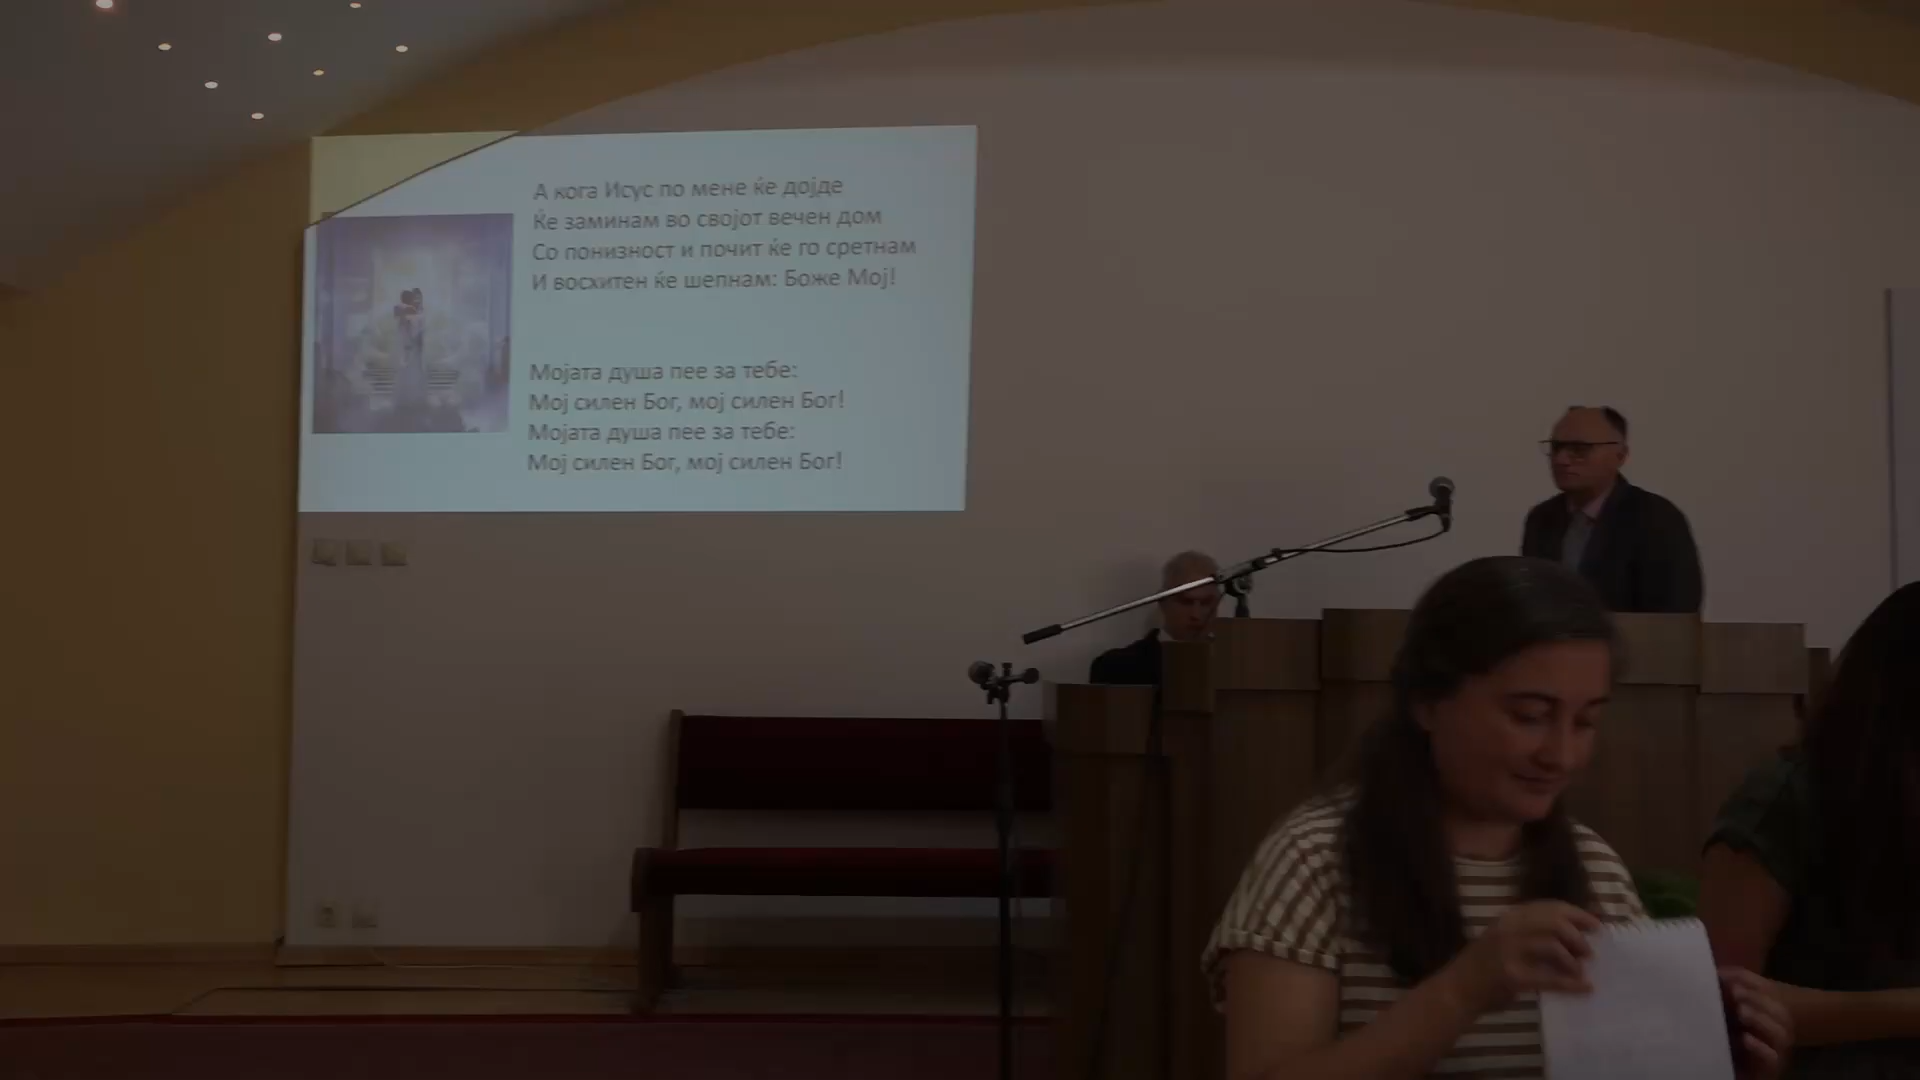 А кога Исус по мене ќе дојде
Ќе заминам во својот вечен дом
Со понизност и почит ќе го сретнам
И восхитен ќе шепнам: Боже Мој!
Мојата душа пее за тебе:
Мој силен Бог, мој силен Бог!
Мојата душа пее за тебе:
Мој силен Бог, мој силен Бог!